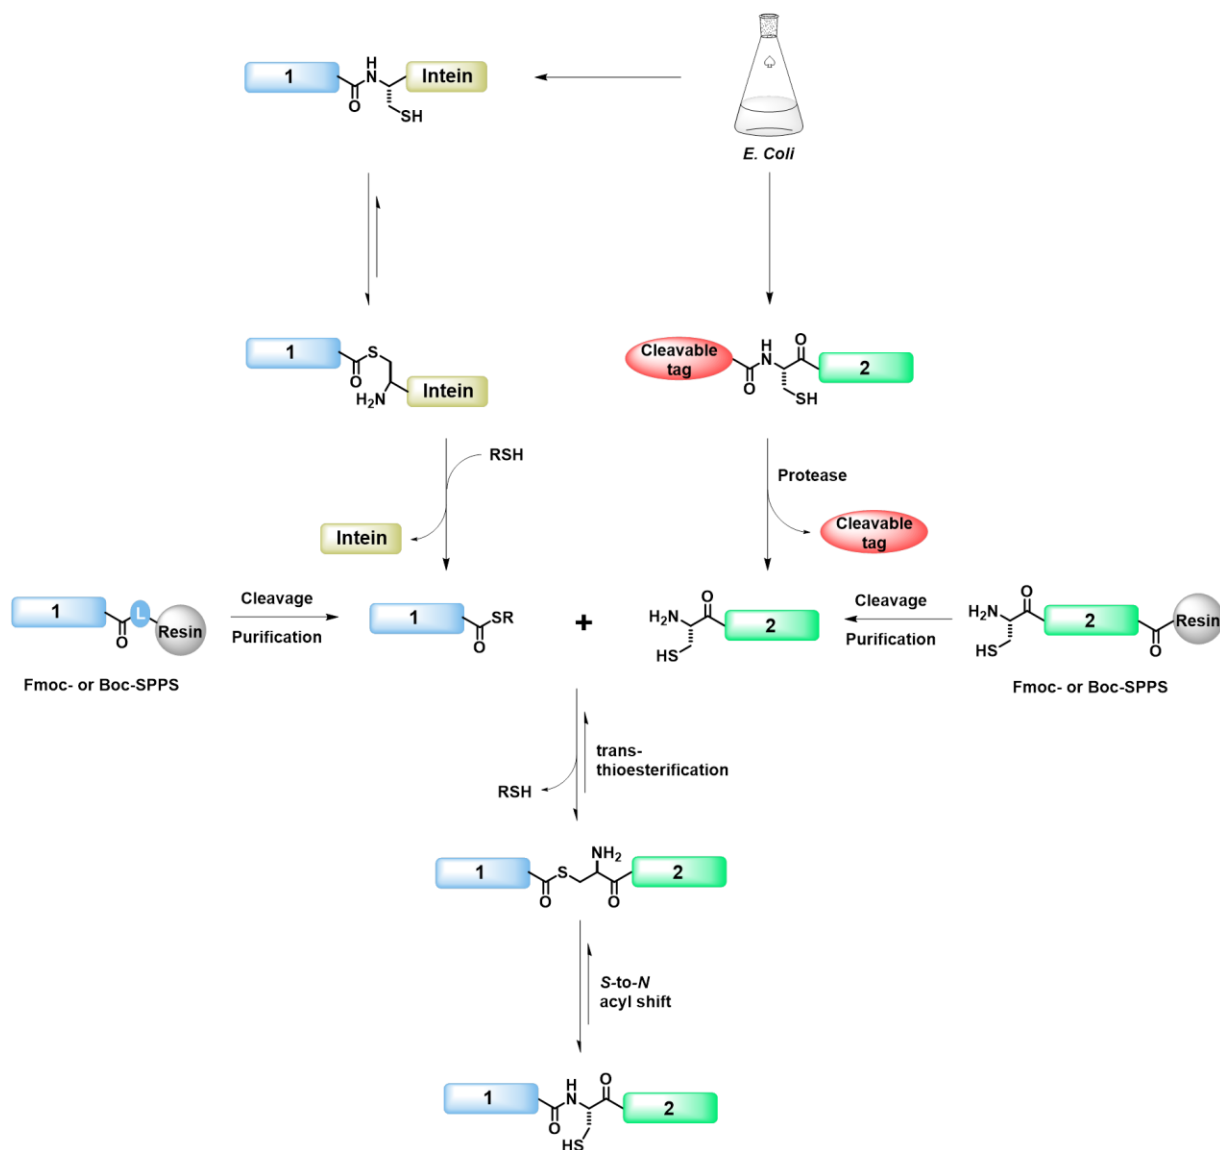 1
H
N
O
SH
Intein
E. Coli
1
S
O
H₂N
Intein
Cleavable
tag
H
N
O
O
SH
2
RSH
Intein
Protease
Cleavable
tag
1
O
L
Resin
Fmoc- or Boc-SPPS
Cleavage
Purification
1
SR
O
+
H₂N
O
HS
2
Cleavage
Purification
H₂N
O
HS
2
O
Resin
Fmoc- or Boc-SPPS
trans-
thioesterification
RSH
1
O
S
NH₂
O
2
S-to-N
acyl shift
1
O
H
N
O
HS
2